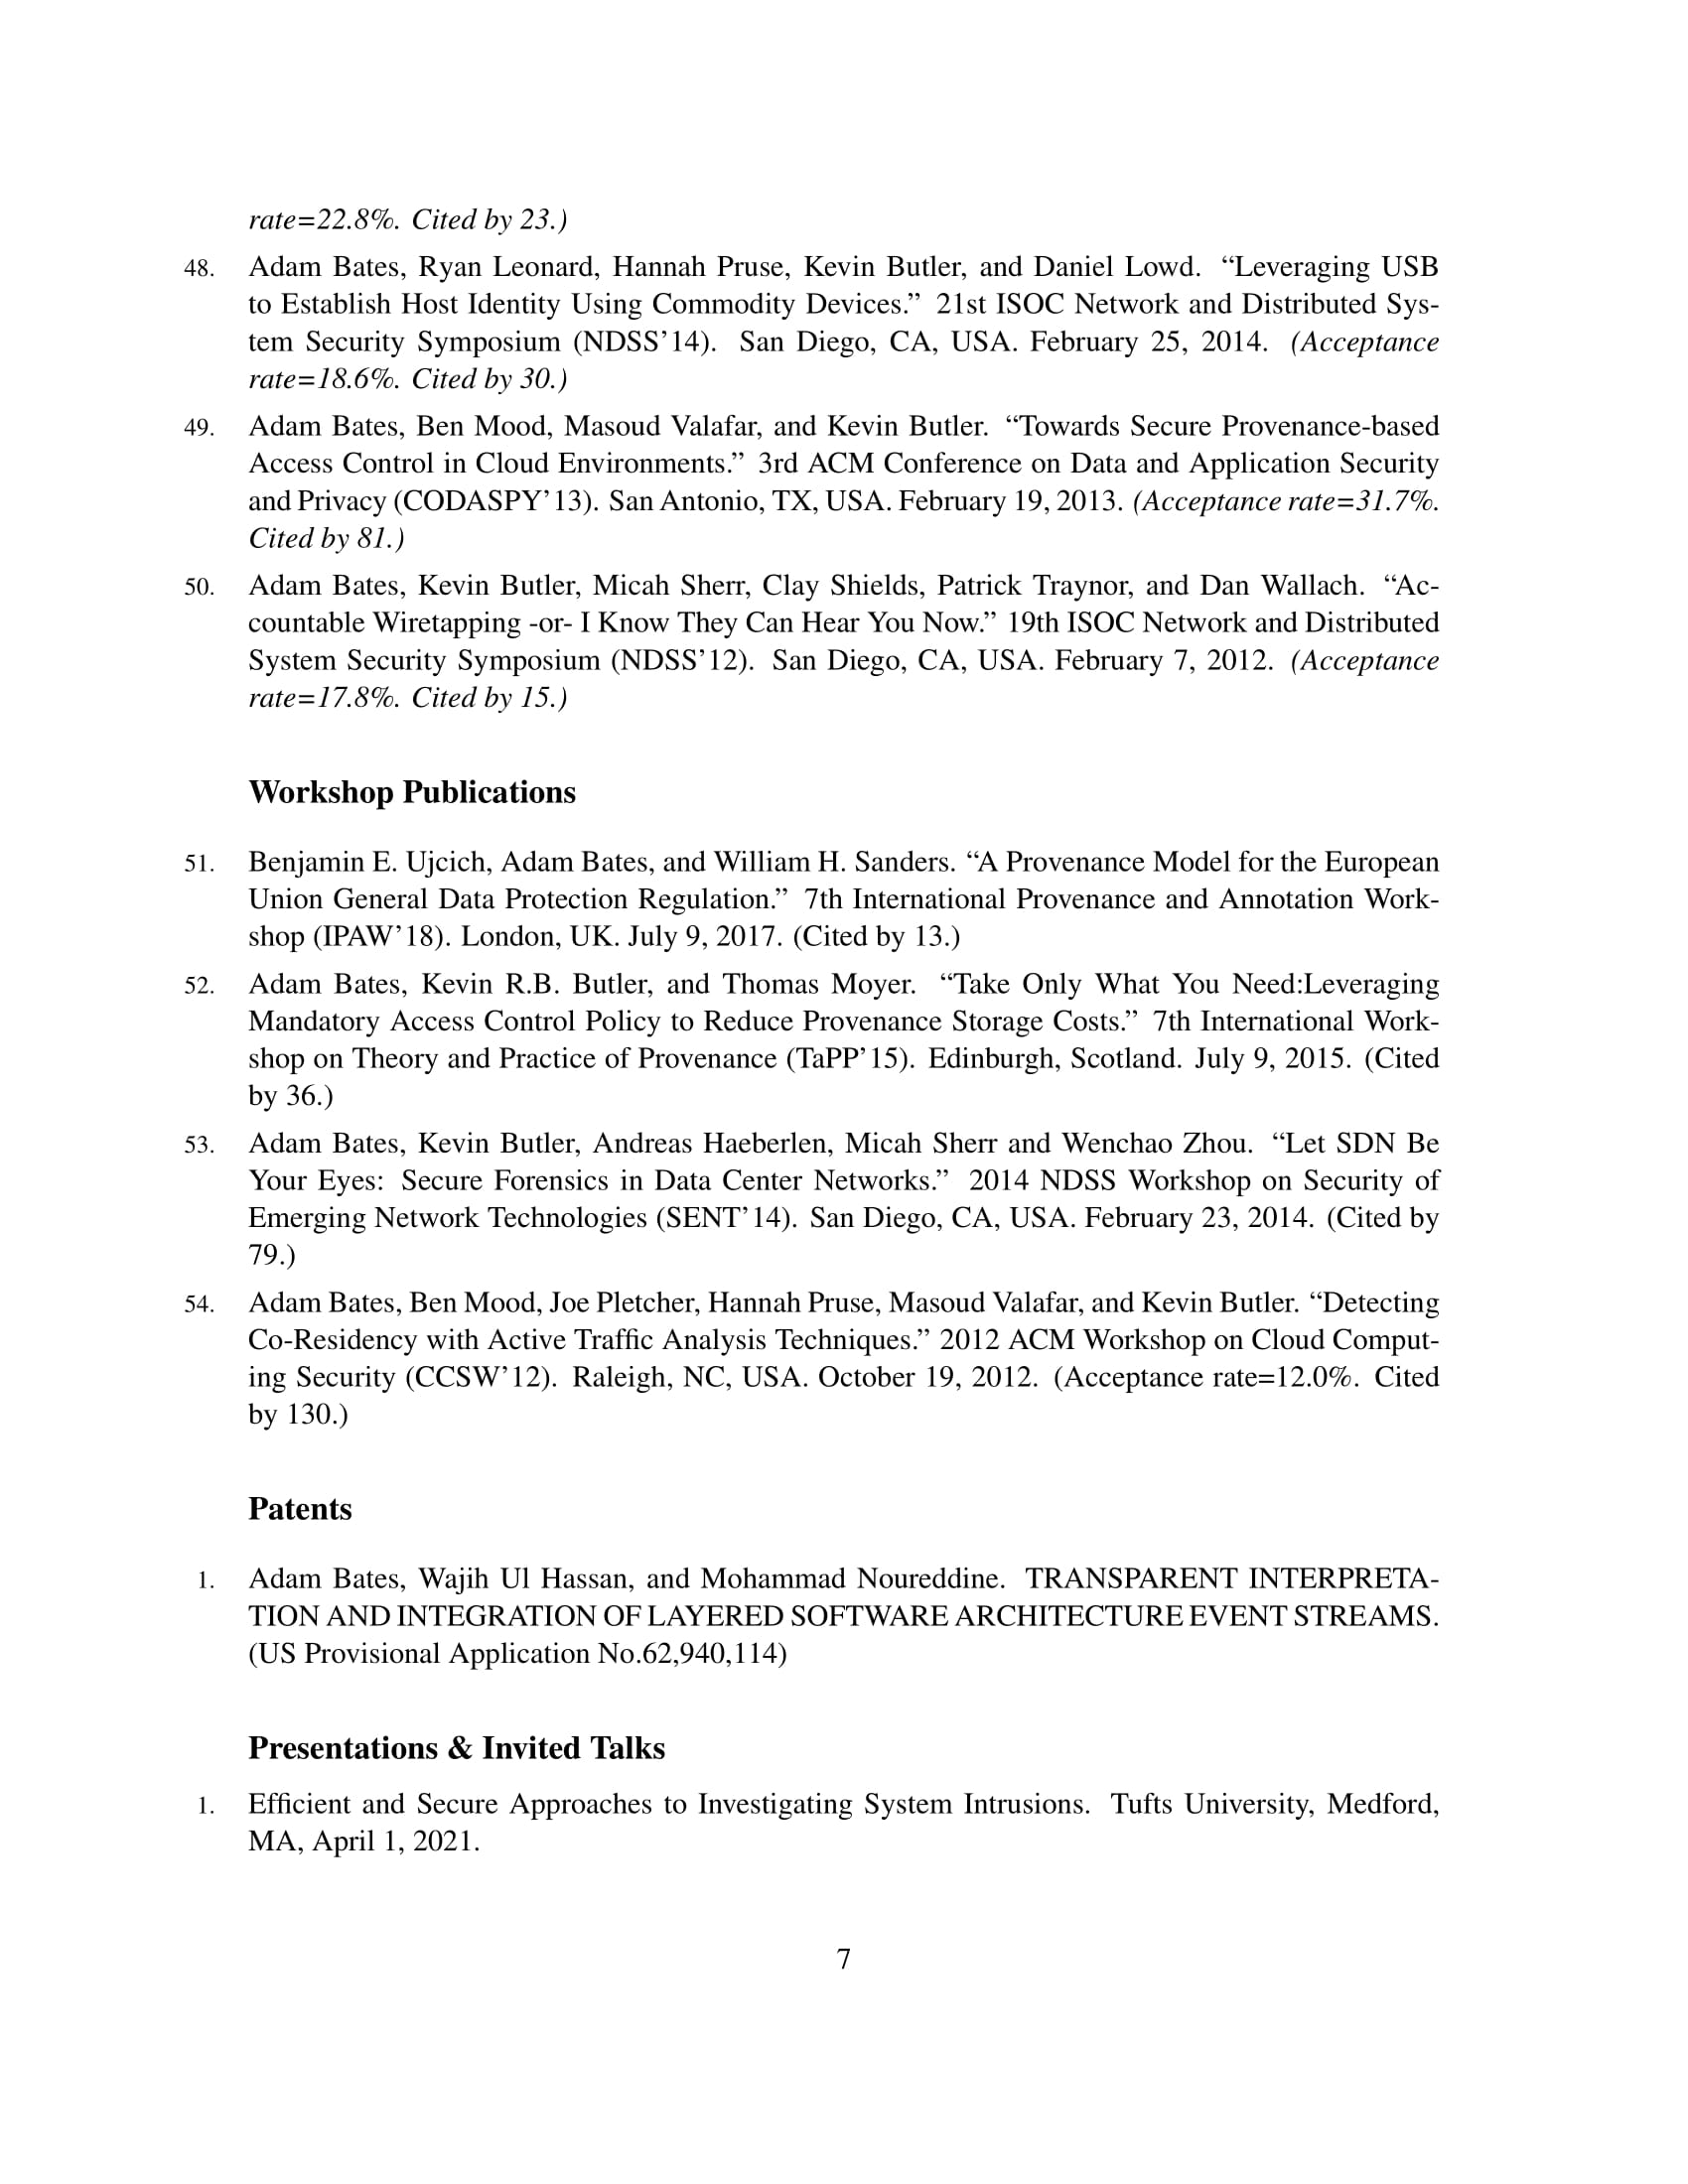 rate=22.8%. Cited by 23.)
48. Adam Bates, Ryan Leonard, Hannah Pruse, Kevin Butler, and Daniel Lowd. “Leveraging USB
to Establish Host Identity Using Commodity Devices.” 21st ISOC Network and Distributed Sys-
tem Security Symposium (NDSS’14). San Diego, CA, USA. February 25, 2014. (Acceptance
rate=18.6%. Cited by 30.)
49. Adam Bates, Ben Mood, Masoud Valafar, and Kevin Butler. “Towards Secure Provenance-based
Access Control in Cloud Environments.” 3rd ACM Conference on Data and Application Security
and Privacy (CODASPY’13). San Antonio, TX, USA. February 19, 2013. (Acceptance rate=31.7%.
Cited by 81.)
50. Adam Bates, Kevin Butler, Micah Sherr, Clay Shields, Patrick Traynor, and Dan Wallach. “Ac-
countable Wiretapping -or- I Know They Can Hear You Now.” 19th ISOC Network and Distributed
System Security Symposium (NDSS’12). San Diego, CA, USA. February 7, 2012. (Acceptance
rate=17.8%. Cited by 15.)
Workshop Publications
51. Benjamin E. Ujcich, Adam Bates, and William H. Sanders. “A Provenance Model for the European
Union General Data Protection Regulation.” 7th International Provenance and Annotation Work-
shop (IPAW’18). London, UK. July 9, 2017. (Cited by 13.)
52. Adam Bates, Kevin R.B. Butler, and Thomas Moyer. “Take Only What You Need:Leveraging
Mandatory Access Control Policy to Reduce Provenance Storage Costs.” 7th International Work-
shop on Theory and Practice of Provenance (TaPP’15). Edinburgh, Scotland. July 9, 2015. (Cited
by 36.)
53. Adam Bates, Kevin Butler, Andreas Haeberlen, Micah Sherr and Wenchao Zhou. “Let SDN Be
Your Eyes: Secure Forensics in Data Center Networks.” 2014 NDSS Workshop on Security of
Emerging Network Technologies (SENT’14). San Diego, CA, USA. February 23, 2014. (Cited by
79.)
54. Adam Bates, Ben Mood, Joe Pletcher, Hannah Pruse, Masoud Valafar, and Kevin Butler. “Detecting
Co-Residency with Active Traffic Analysis Techniques.” 2012 ACM Workshop on Cloud Comput-
ing Security (CCSW’12). Raleigh, NC, USA. October 19, 2012. (Acceptance rate=12.0%. Cited
by 130.)
Patents
1. Adam Bates, Wajih Ul Hassan, and Mohammad Noureddine. TRANSPARENT INTERPRETA-
TION AND INTEGRATION OF LAYERED SOFTWARE ARCHITECTURE EVENT STREAMS.
(US Provisional Application No.62,940,114)
Presentations & Invited Talks
1. Efficient and Secure Approaches to Investigating System Intrusions. Tufts University, Medford,
MA, April 1, 2021.
7